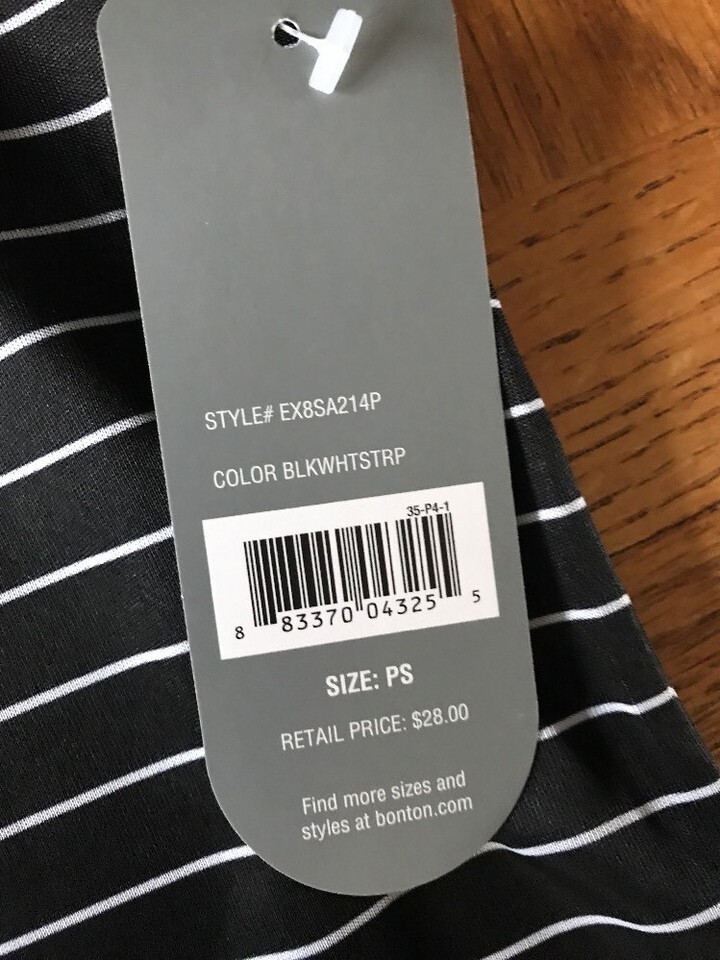 STYLE# EX8SA214P
COLOR BLKWHTSTRP
35-P4-1
8 83370 04325 5
SIZE: PS
RETAIL PRICE: $28.00
Find more sizes and
styles at bonton.com